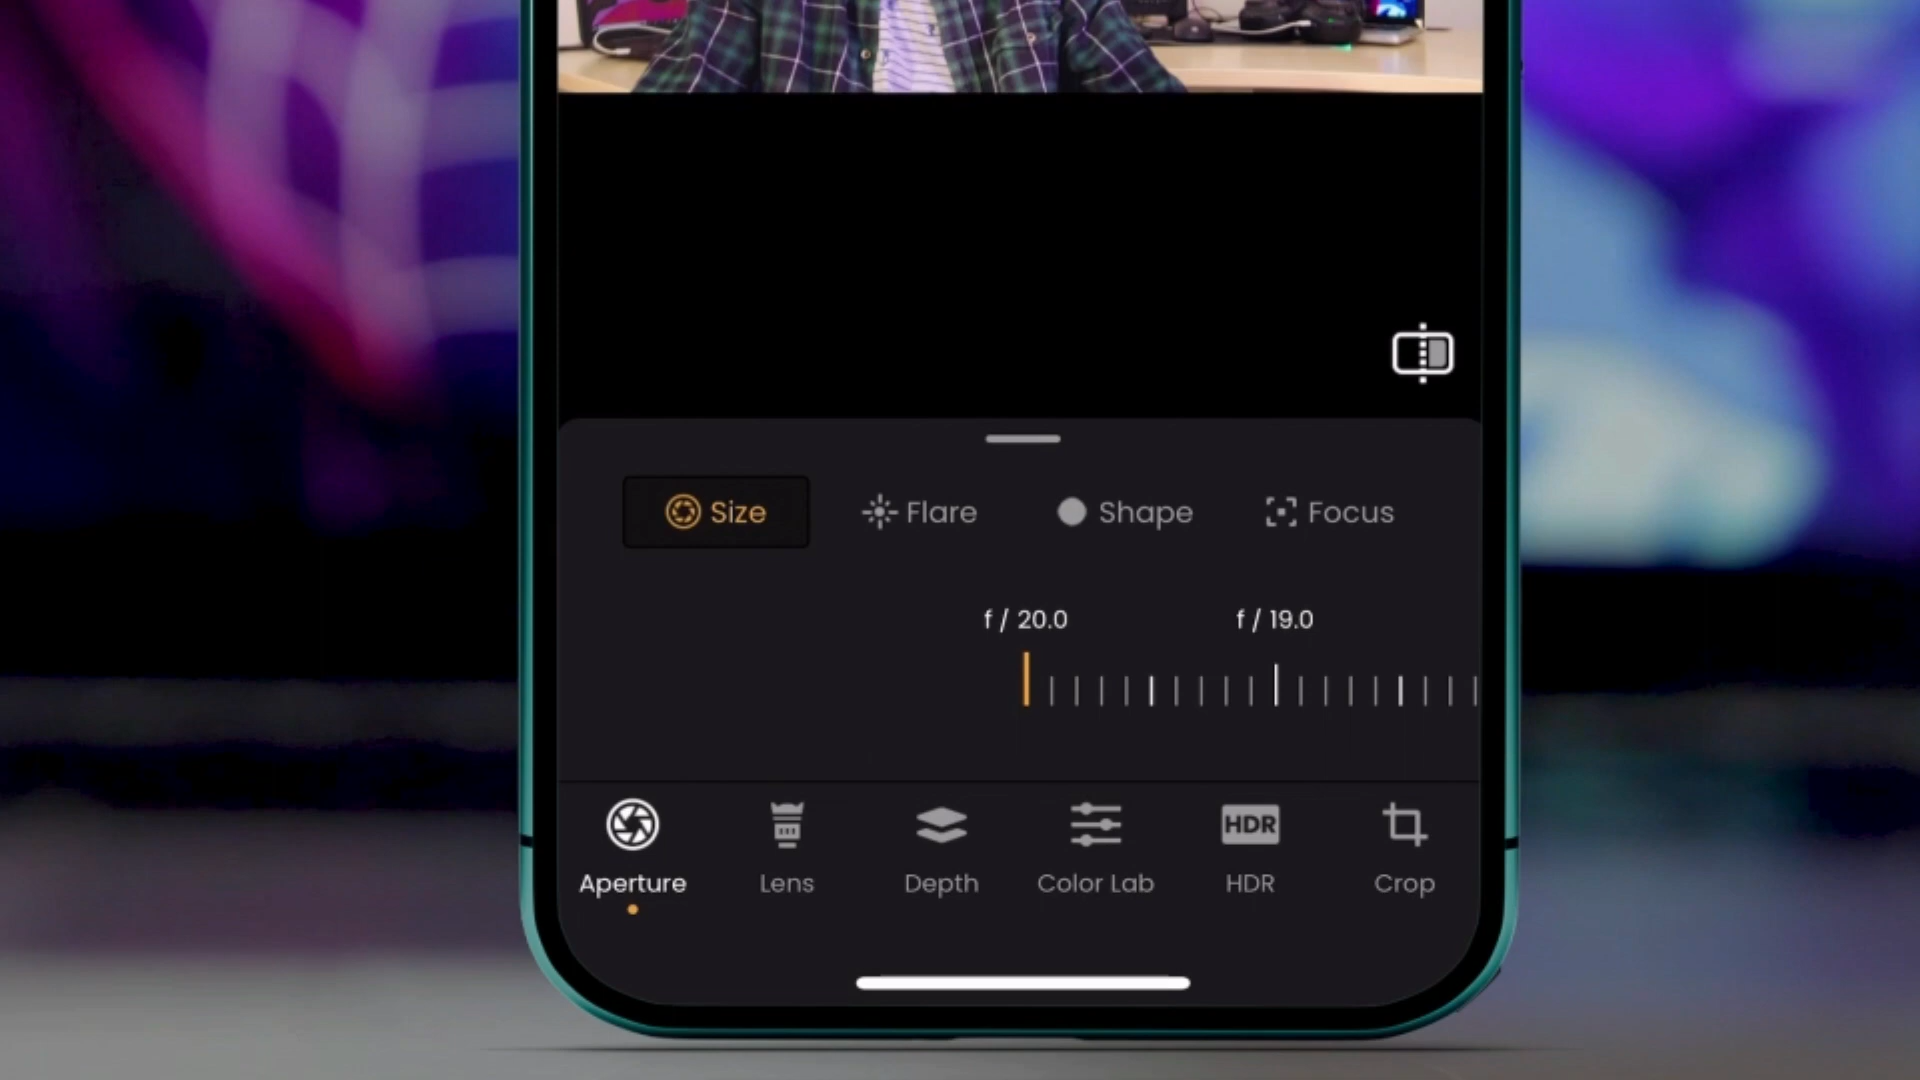 Size Flare Shape Focus
f / 20.0 f / 19.0
HDR
Aperture Lens Depth Color Lab HDR Crop